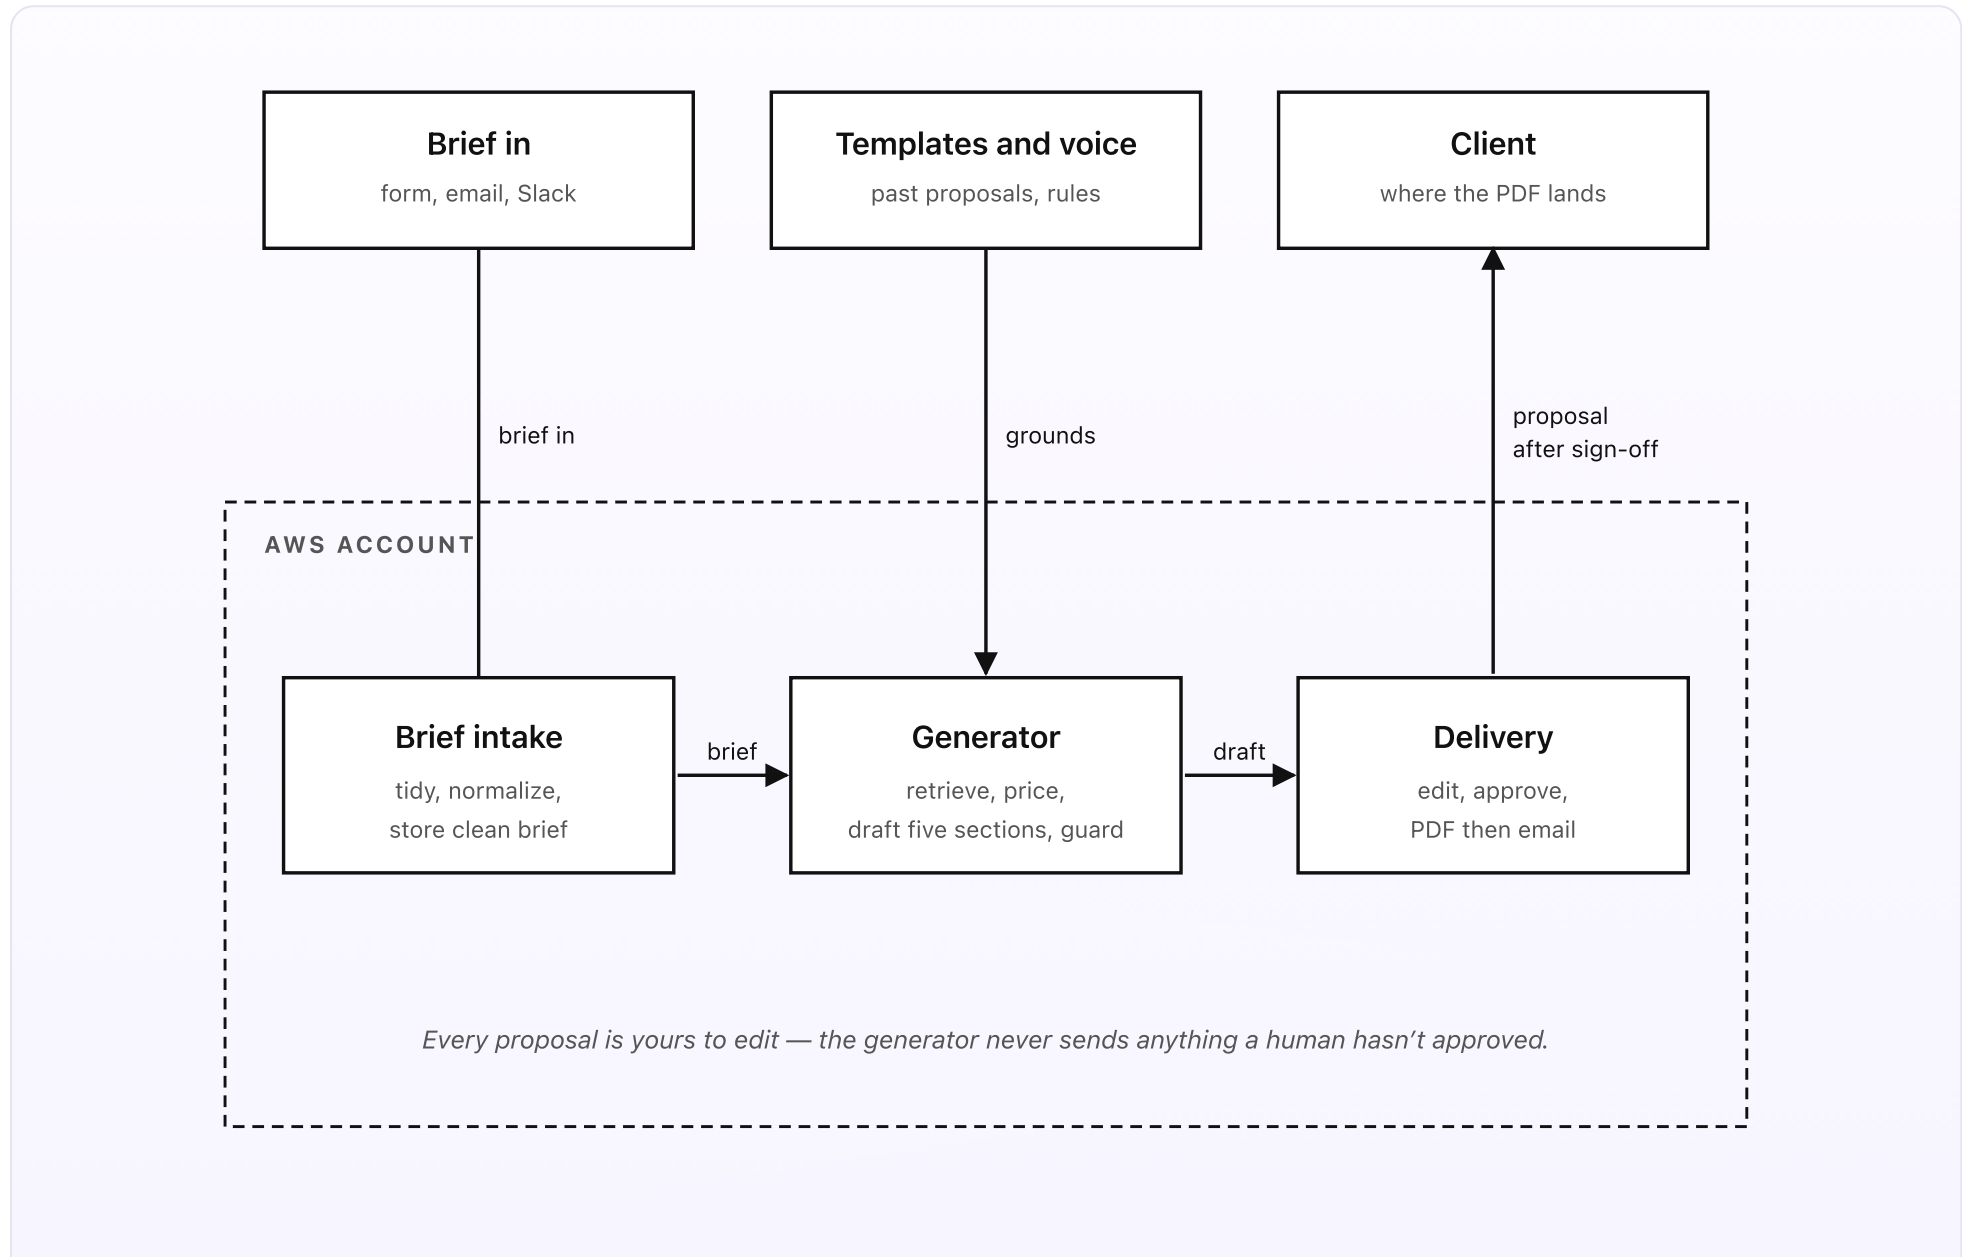 Brief in
form, email, Slack
Templates and voice
past proposals, rules
Client
where the PDF lands
brief in
grounds
proposal
after sign-off
AWS ACCOUNT
Brief intake
tidy, normalize,
store clean brief
brief
Generator
retrieve, price,
draft five sections, guard
draft
Delivery
edit, approve,
PDF then email
Every proposal is yours to edit — the generator never sends anything a human hasn’t approved.